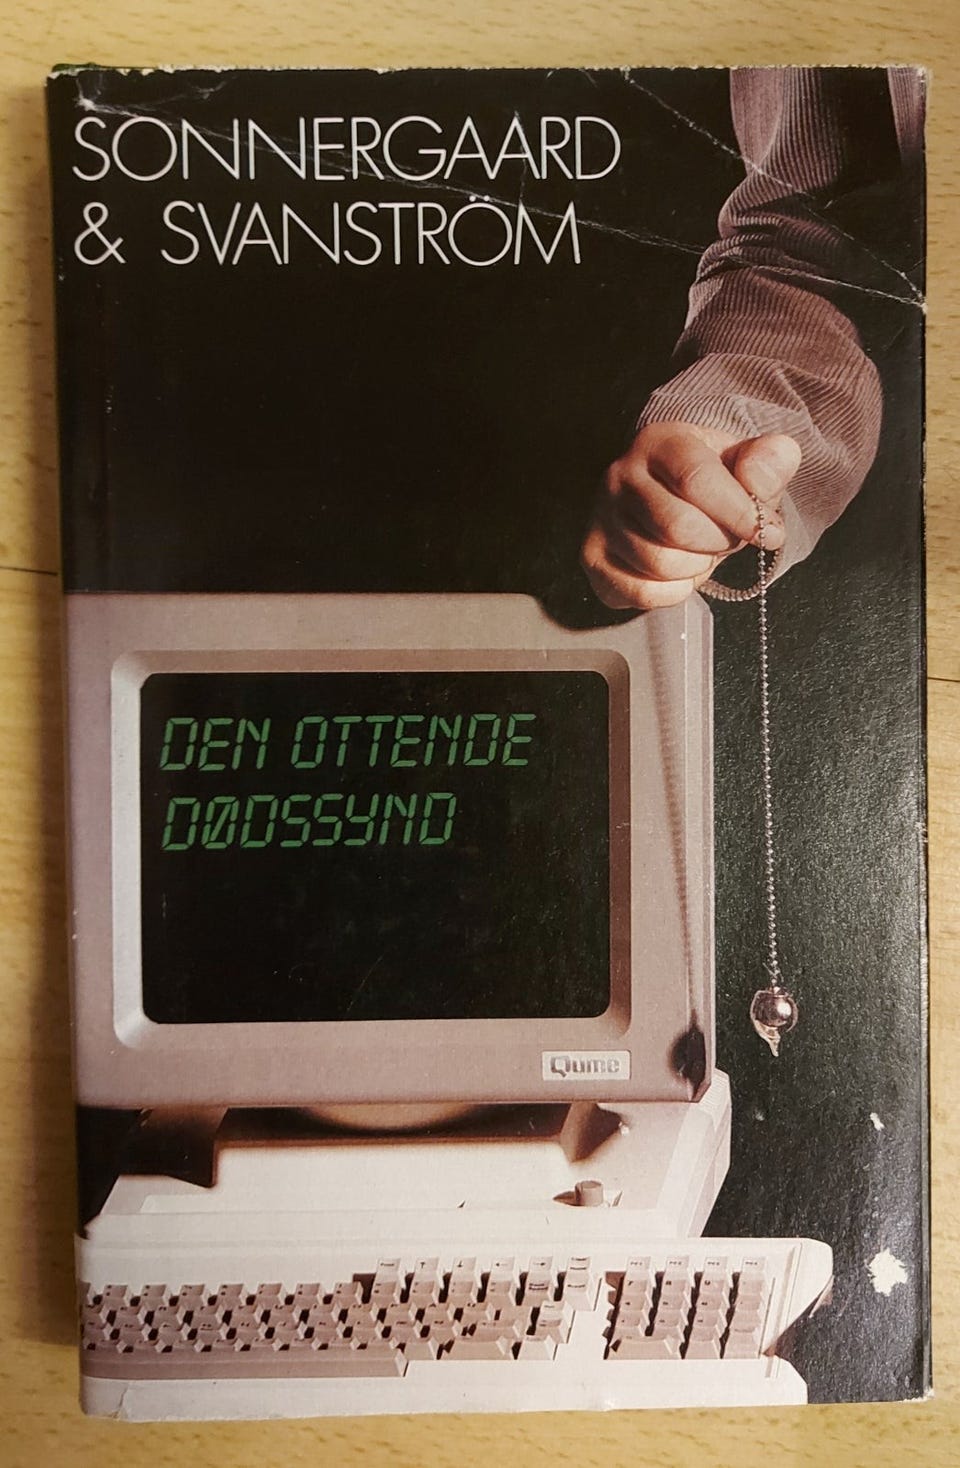 SONNERGAARD
& SVANSTRÖM
DEN OTTENDE
DØDSSYND
Qume